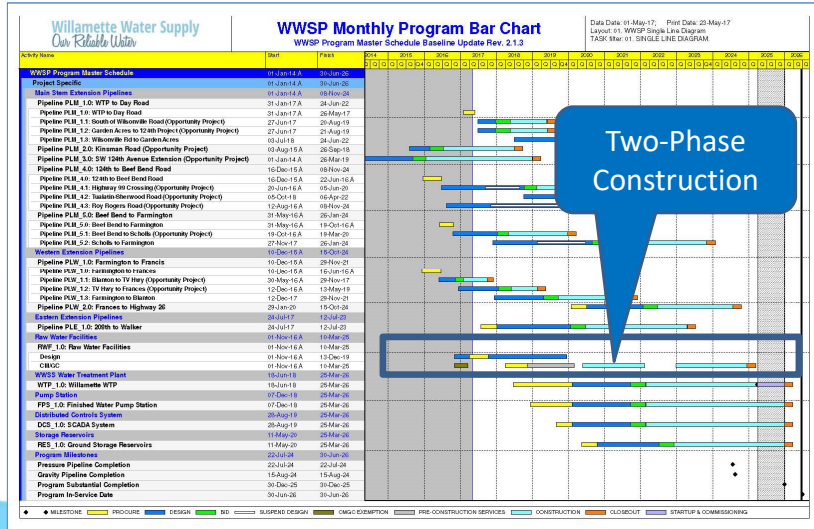 Willamette Water Supply
Our Reliable Water
WWSP Monthly Program Bar Chart
WWSP Program Master Schedule Baseline Update Rev. 2.1.3
Data Date: 01-May-17; Print Date: 23-May-17
Layout: 01. WWSP Single Line Diagram
TASK filter: 01. SINGLE LINE DIAGRAM.
Activity Name Start Finish 2014 2015 2016 2017 2018 2019 2020 2021 2022 2023 2024 2025 2026
WWSP Program Master Schedule 01-Jan-14 A 30-Jun-26
Project Specific 01-Jan-14 A 30-Jun-26
Main Stem Extension Pipelines 01-Jan-14 A 08-Nov-24
Pipeline PLM_1.0: WTP to Day Road 31-Jan-17 A 24-Jun-22
Pipeline PLM_1.0: WTP to Day Road 31-Jan-17 A 26-May-17
Pipeline PLM_1.1: South of Wilsonville Road (Opportunity Project) 27-Jun-17 20-Aug-19
Pipeline PLM_1.2: Garden Acres to 124th Project (Opportunity Project) 27-Jun-17 21-Aug-19
Pipeline PLM_1.3: Wilsonville Rd to Garden Acres 03-Jul-18 24-Jun-22
Pipeline PLM_2.0: Kinsman Road (Opportunity Project) 03-Aug-15 A 26-Sep-18
Pipeline PLM_3.0: SW 124th Avenue Extension (Opportunity Project) 01-Jan-14 A 26-Mar-19
Pipeline PLM_4.0: 124th to Beef Bend Road 16-Dec-15 A 08-Nov-24
Pipeline PLM_4.0: 124th to Beef Bend Road 16-Dec-15 A 22-Jun-16 A
Pipeline PLM_4.1: Highway 99 Crossing (Opportunity Project) 20-Jun-16 A 05-Jun-20
Pipeline PLM_4.2: Tualatin-Sherwood Road (Opportunity Project) 05-Oct-18 06-Apr-22
Pipeline PLM_4.3: Roy Rogers Road (Opportunity Project) 12-Aug-16 A 08-Nov-24
Pipeline PLM_5.0: Beef Bend to Farmington 31-May-16 A 26-Jan-24
Pipeline PLM_5.0: Beef Bend to Farmington 31-May-16 A 19-Oct-16 A
Pipeline PLM_5.1: Beef Bend to Scholls (Opportunity Project) 19-Oct-16 A 19-Mar-20
Pipeline PLM_5.2: Scholls to Farmington 27-Nov-17 26-Jan-24
Western Extension Pipelines 10-Dec-15 A 15-Oct-24
Pipeline PLW_1.0: Farmington to Francis 10-Dec-15 A 29-Nov-21
Pipeline PLW_1.0: Farmington to Frances 10-Dec-15 A 16-Jun-16 A
Pipeline PLW_1.1: Blanton to TV Hwy (Opportunity Project) 30-May-16 A 29-Nov-17
Pipeline PLW_1.2: TV Hwy to Frances (Opportunity Project) 12-Dec-16 A 13-May-19
Pipeline PLW_1.3: Farmington to Blanton 12-Dec-17 29-Nov-21
Pipeline PLW_2.0: Frances to Highway 26 29-Jan-20 15-Oct-24
Eastern Extension Pipelines 24-Jul-17 12-Jul-23
Pipeline PLE_1.0: 209th to Walker 24-Jul-17 12-Jul-23
Raw Water Facilities 01-Nov-16 A 10-Mar-25
RWF_1.0: Raw Water Facilities 01-Nov-16 A 10-Mar-25
Design 01-Nov-16 A 13-Dec-19
CM/GC 01-Nov-16 A 10-Mar-25
WWSS Water Treatment Plant 18-Jun-18 25-Mar-26
WTP_1.0: Willamette WTP 18-Jun-18 25-Mar-26
Pump Station 07-Dec-18 25-Mar-26
FPS_1.0: Finished Water Pump Station 07-Dec-18 25-Mar-26
Distributed Controls System 28-Aug-19 25-Mar-26
DCS_1.0: SCADA System 28-Aug-19 25-Mar-26
Storage Reservoirs 11-May-20 25-Mar-26
RES_1.0: Ground Storage Reservoirs 11-May-20 25-Mar-26
Program Milestones 22-Jul-24 30-Jun-26
Pressure Pipeline Completion 22-Jul-24 22-Jul-24
Gravity Pipeline Completion 15-Aug-24 15-Aug-24
Program Substantial Completion 30-Dec-25 30-Dec-25
Program In-Service Date 30-Jun-26 30-Jun-26
Two-Phase
Construction
MILESTONE PROCURE DESIGN BID SUSPEND DESIGN CMGC EXEMPTION PRE-CONSTRUCTION SERVICES CONSTRUCTION CLOSEOUT STARTUP & COMMISSIONING